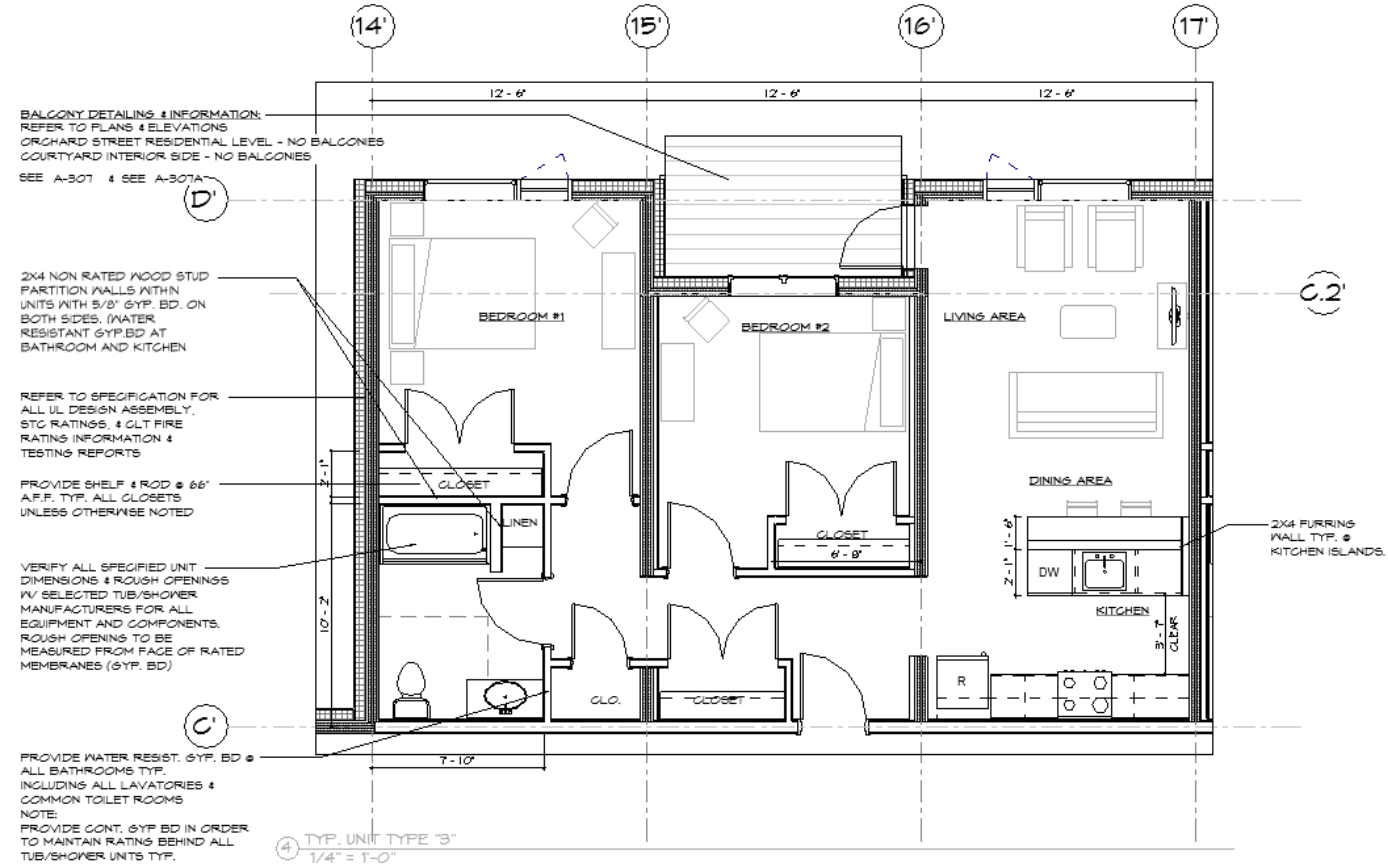 14'
15'
16'
17'
12'-6"
12'-6"
12'-6"
BALCONY DETAILING & INFORMATION:
REFER TO PLANS & ELEVATIONS
ORCHARD STREET RESIDENTIAL LEVEL - NO BALCONIES
COURTYARD INTERIOR SIDE - NO BALCONIES
SEE A-307 & SEE A-307A
D'
C.2'
2X4 NON RATED WOOD STUD
PARTITION WALLS WITHIN
UNITS WITH 5/8" GYP. BD. ON
BOTH SIDES. (WATER
RESISTANT GYP.BD AT
BATHROOM AND KITCHEN
BEDROOM #1
BEDROOM #2
LIVING AREA
REFER TO SPECIFICATION FOR
ALL UL DESIGN ASSEMBLY,
STC RATINGS, & CLT FIRE
RATING INFORMATION &
TESTING REPORTS
PROVIDE SHELF & ROD @ 66"
A.F.F. TYP. ALL CLOSETS
UNLESS OTHERWISE NOTED
2'-1"
CLOSET
LINEN
DINING AREA
CLOSET
6'-8"
1'-6"
2'-1"
DW
2X4 FURRING
WALL TYP. @
KITCHEN ISLANDS.
KITCHEN
3'-7"
CLEAR
VERIFY ALL SPECIFIED UNIT
DIMENSIONS & ROUGH OPENINGS
W/ SELECTED TUB/SHOWER
MANUFACTURERS FOR ALL
EQUIPMENT AND COMPONENTS.
ROUGH OPENING TO BE
MEASURED FROM FACE OF RATED
MEMBRANES (GYP. BD)
10'-2"
R
CLO.
CLOSET
C'
7'-10"
PROVIDE WATER RESIST. GYP. BD @
ALL BATHROOMS TYP.
INCLUDING ALL LAVATORIES &
COMMON TOILET ROOMS
NOTE:
PROVIDE CONT. GYP BD IN ORDER
TO MAINTAIN RATING BEHIND ALL
TUB/SHOWER UNITS TYP.
4
TYP. UNIT TYPE "3"
1/4" = 1'-0"